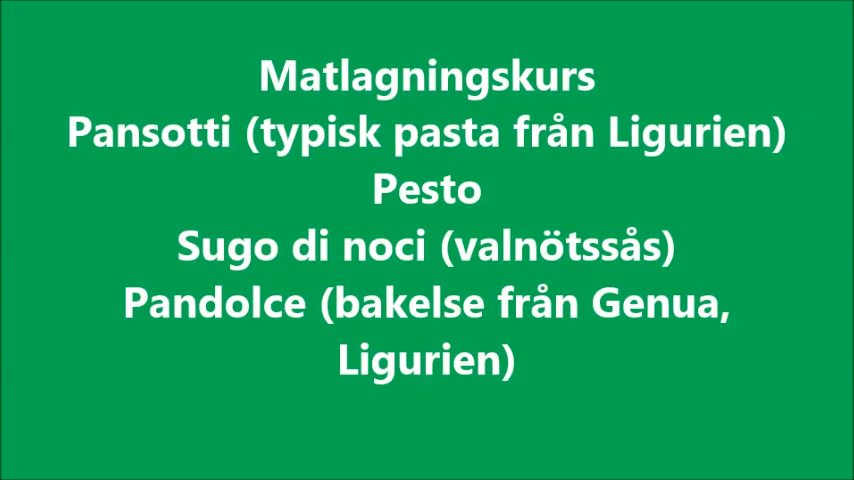 Matlagningskurs
Pansotti (typisk pasta från Ligurien)
Pesto
Sugo di noci (valnötssås)
Pandolce (bakelse från Genua,
Ligurien)